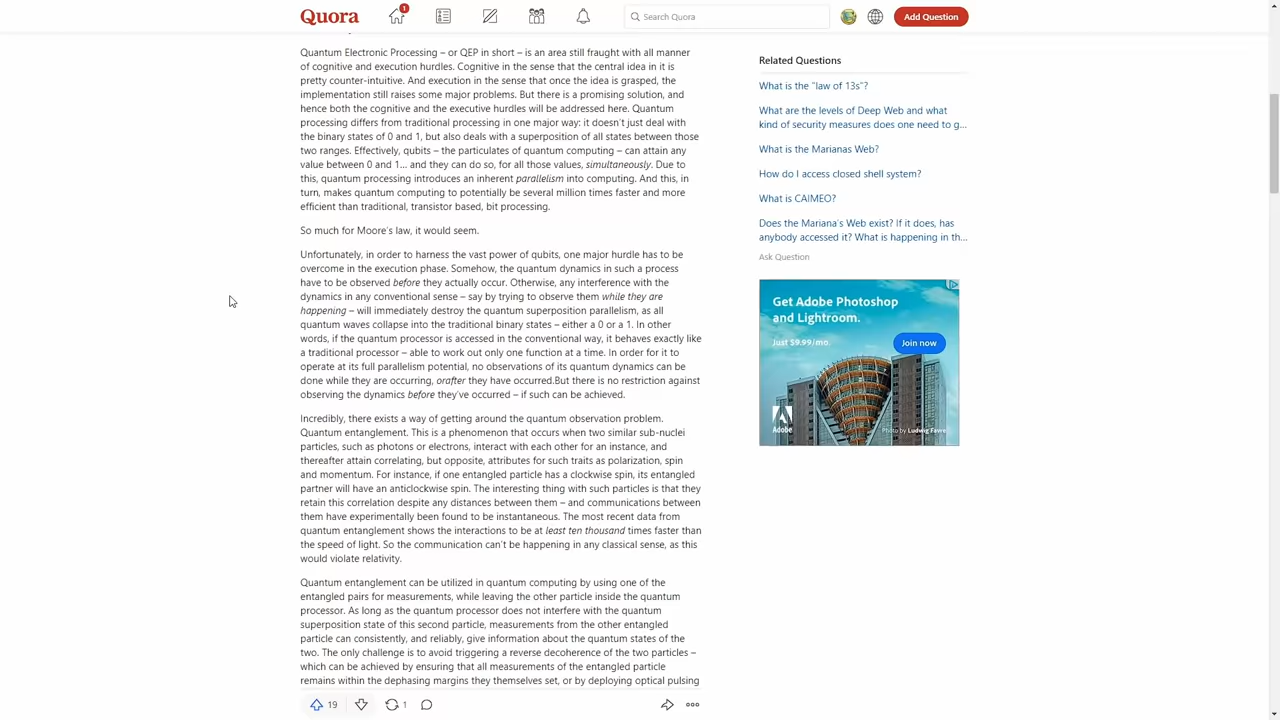 Quora
1
Search Quora
Add Question
Quantum Electronic Processing – or QEP in short – is an area still fraught with all manner
of cognitive and execution hurdles. Cognitive in the sense that the central idea in it is
pretty counter-intuitive. And execution in the sense that once the idea is grasped, the
implementation still raises some major problems. But there is a promising solution, and
hence both the cognitive and the executive hurdles will be addressed here. Quantum
processing differs from traditional processing in one major way: it doesn't just deal with
the binary states of 0 and 1, but also deals with a superposition of all states between those
two ranges. Effectively, qubits – the particulates of quantum computing – can attain any
value between 0 and 1... and they can do so, for all those values, simultaneously. Due to
this, quantum processing introduces an inherent parallelism into computing. And this, in
turn, makes quantum computing to potentially be several million times faster and more
efficient than traditional, transistor based, bit processing.
So much for Moore's law, it would seem.
Unfortunately, in order to harness the vast power of qubits, one major hurdle has to be
overcome in the execution phase. Somehow, the quantum dynamics in such a process
have to be observed before they actually occur. Otherwise, any interference with the
dynamics in any conventional sense – say by trying to observe them while they are
happening – will immediately destroy the quantum superposition parallelism, as all
quantum waves collapse into the traditional binary states – either a 0 or a 1. In other
words, if the quantum processor is accessed in the conventional way, it behaves exactly like
a traditional processor – able to work out only one function at a time. In order for it to
operate at its full parallelism potential, no observations of its quantum dynamics can be
done while they are occurring, orafter they have occurred.But there is no restriction against
observing the dynamics before they've occurred – if such can be achieved.
Incredibly, there exists a way of getting around the quantum observation problem.
Quantum entanglement. This is a phenomenon that occurs when two similar sub-nuclei
particles, such as photons or electrons, interact with each other for an instance, and
thereafter attain correlating, but opposite, attributes for such traits as polarization, spin
and momentum. For instance, if one entangled particle has a clockwise spin, its entangled
partner will have an anticlockwise spin. The interesting thing with such particles is that they
retain this correlation despite any distances between them – and communications between
them have experimentally been found to be instantaneous. The most recent data from
quantum entanglement shows the interactions to be at least ten thousand times faster than
the speed of light. So the communication can't be happening in any classical sense, as this
would violate relativity.
Quantum entanglement can be utilized in quantum computing by using one of the
entangled pairs for measurements, while leaving the other particle inside the quantum
processor. As long as the quantum processor does not interfere with the quantum
superposition state of this second particle, measurements from the other entangled
particle can consistently, and reliably, give information about the quantum states of the
two. The only challenge is to avoid triggering a reverse decoherence of the two particles –
which can be achieved by ensuring that all measurements of the entangled particle
remains within the dephasing margins they themselves set, or by deploying optical pulsing
19
1
Related Questions
What is the "law of 13s"?
What are the levels of Deep Web and what
kind of security measures does one need to g...
What is the Marianas Web?
How do I access closed shell system?
What is CAIMEO?
Does the Mariana's Web exist? If it does, has
anybody accessed it? What is happening in th...
Ask Question
Get Adobe Photoshop
and Lightroom.
Just $9.99/mo.
Join now
Adobe
Photo by Ludwig Favre